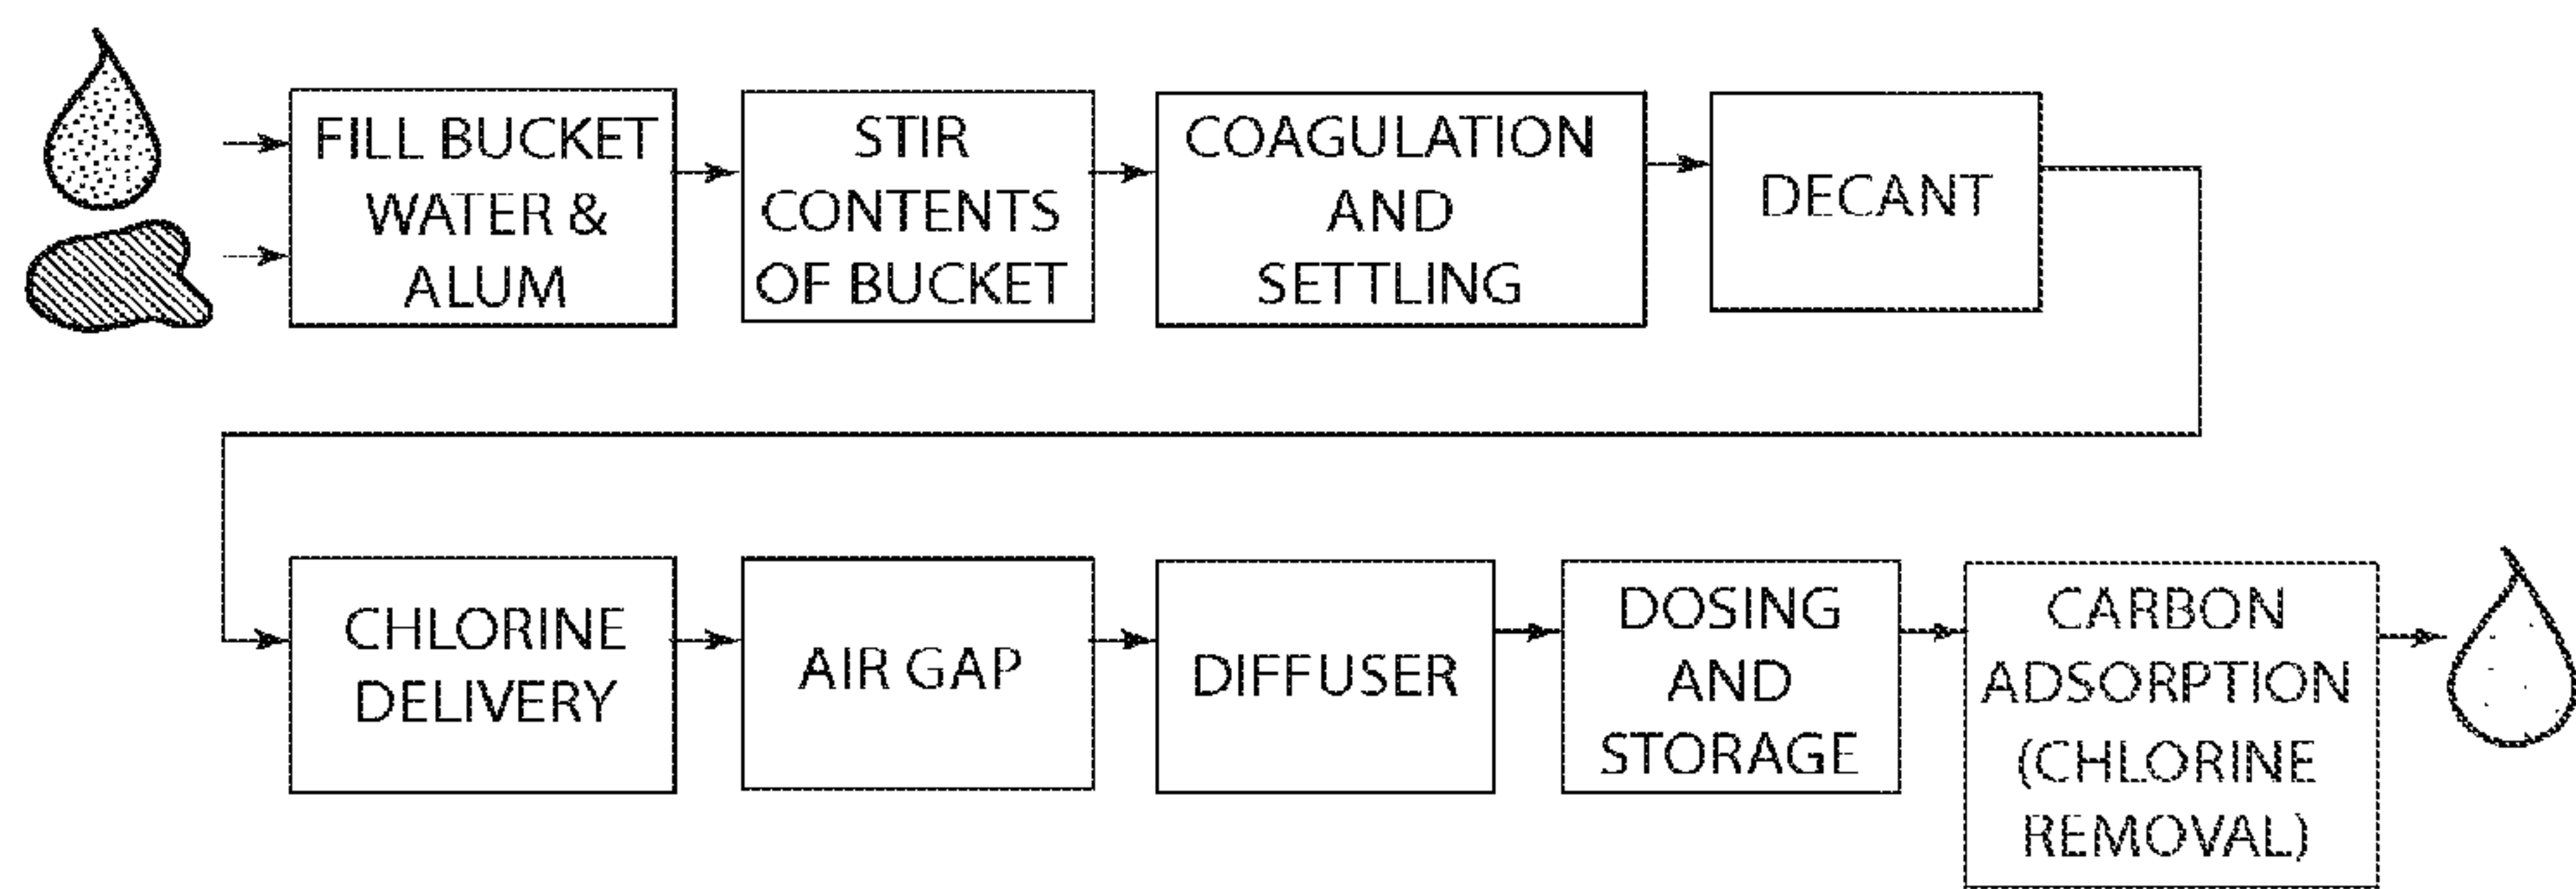 FILL BUCKET
WATER &
ALUM
STIR
CONTENTS
OF BUCKET
COAGULATION
AND
SETTLING
DECANT
CHLORINE
DELIVERY
AIR GAP
DIFFUSER
DOSING
AND
STORAGE
CARBON
ADSORPTION
(CHLORINE
REMOVAL)